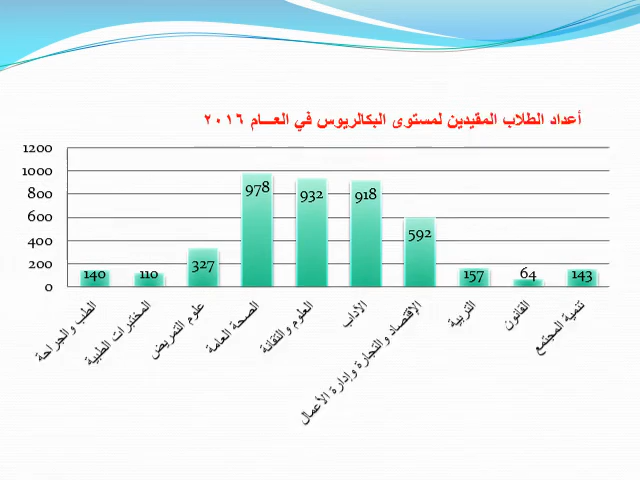 أعداد الطلاب المقيدين لمستوى البكالريوس في العـــام ٢٠١٦
1200
1000
800
600
400
200
0
140
110
327
978
932
918
592
157
64
143
الطب والجراحة
المختبرات الطبية
علوم التمريض
الصحة العامة
العلوم والتقانة
الآداب
الإقتصاد والتجارة وإدارة الأعمال
التربية
القانون
تنمية المجتمع